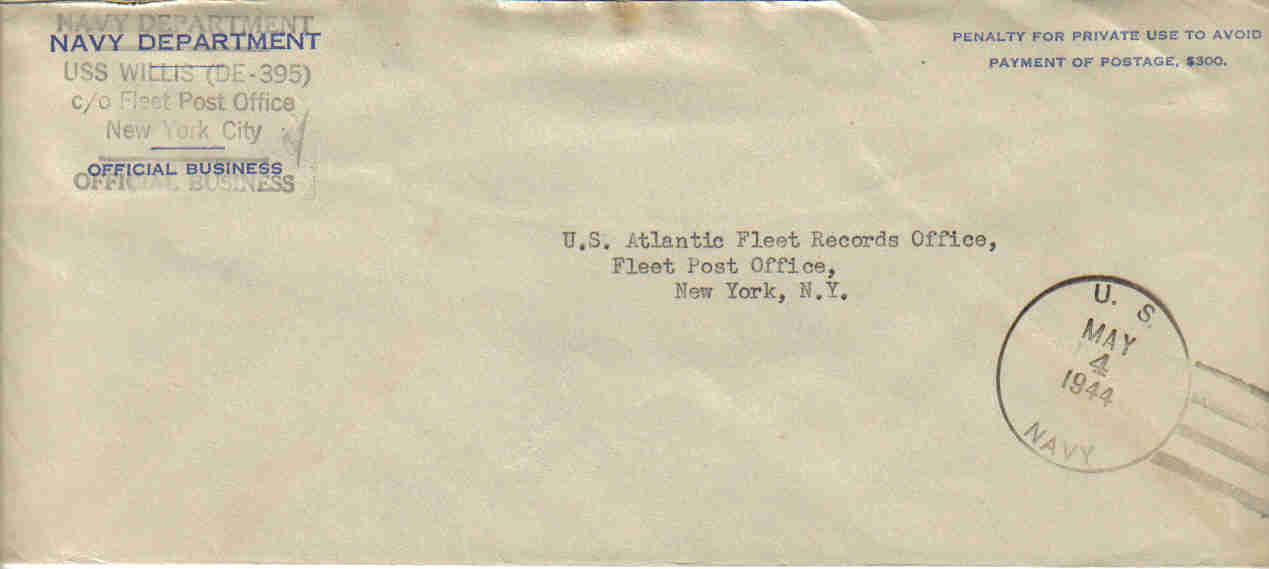 NAVY DEPARTMENT
NAVY DEPARTMENT
USS WILLIS (DE-395)
c/o Fleet Post Office
New York City
OFFICIAL BUSINESS
OFFICIAL BUSINESS
PENALTY FOR PRIVATE USE TO AVOID
PAYMENT OF POSTAGE, $300.
U.S. Atlantic Fleet Records Office,
Fleet Post Office,
New York, N.Y.
U. S.
MAY
4
1944
NAVY